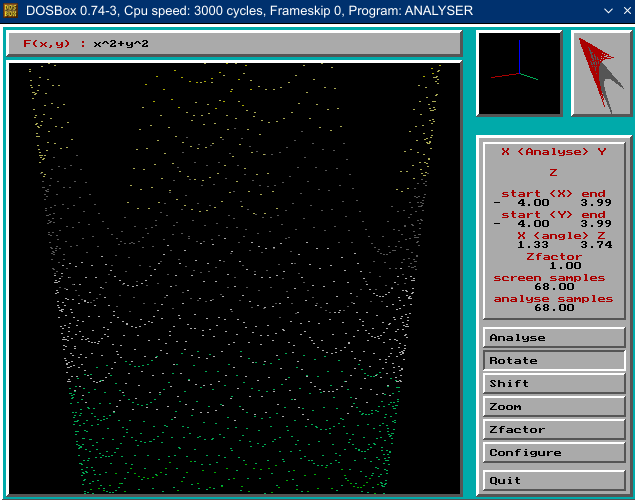 DOS
BOX
DOSBox 0.74-3, Cpu speed: 3000 cycles, Frameskip 0, Program: ANALYSER
F(x,y) : x^2+y^2
X <Analyse> Y
Z
start <X> end
- 4.00 3.99
start <Y> end
- 4.00 3.99
X <angle> Z
1.33 3.74
Zfactor
1.00
screen samples
68.00
analyse samples
68.00
Analyse
Rotate
Shift
Zoom
Zfactor
Configure
Quit